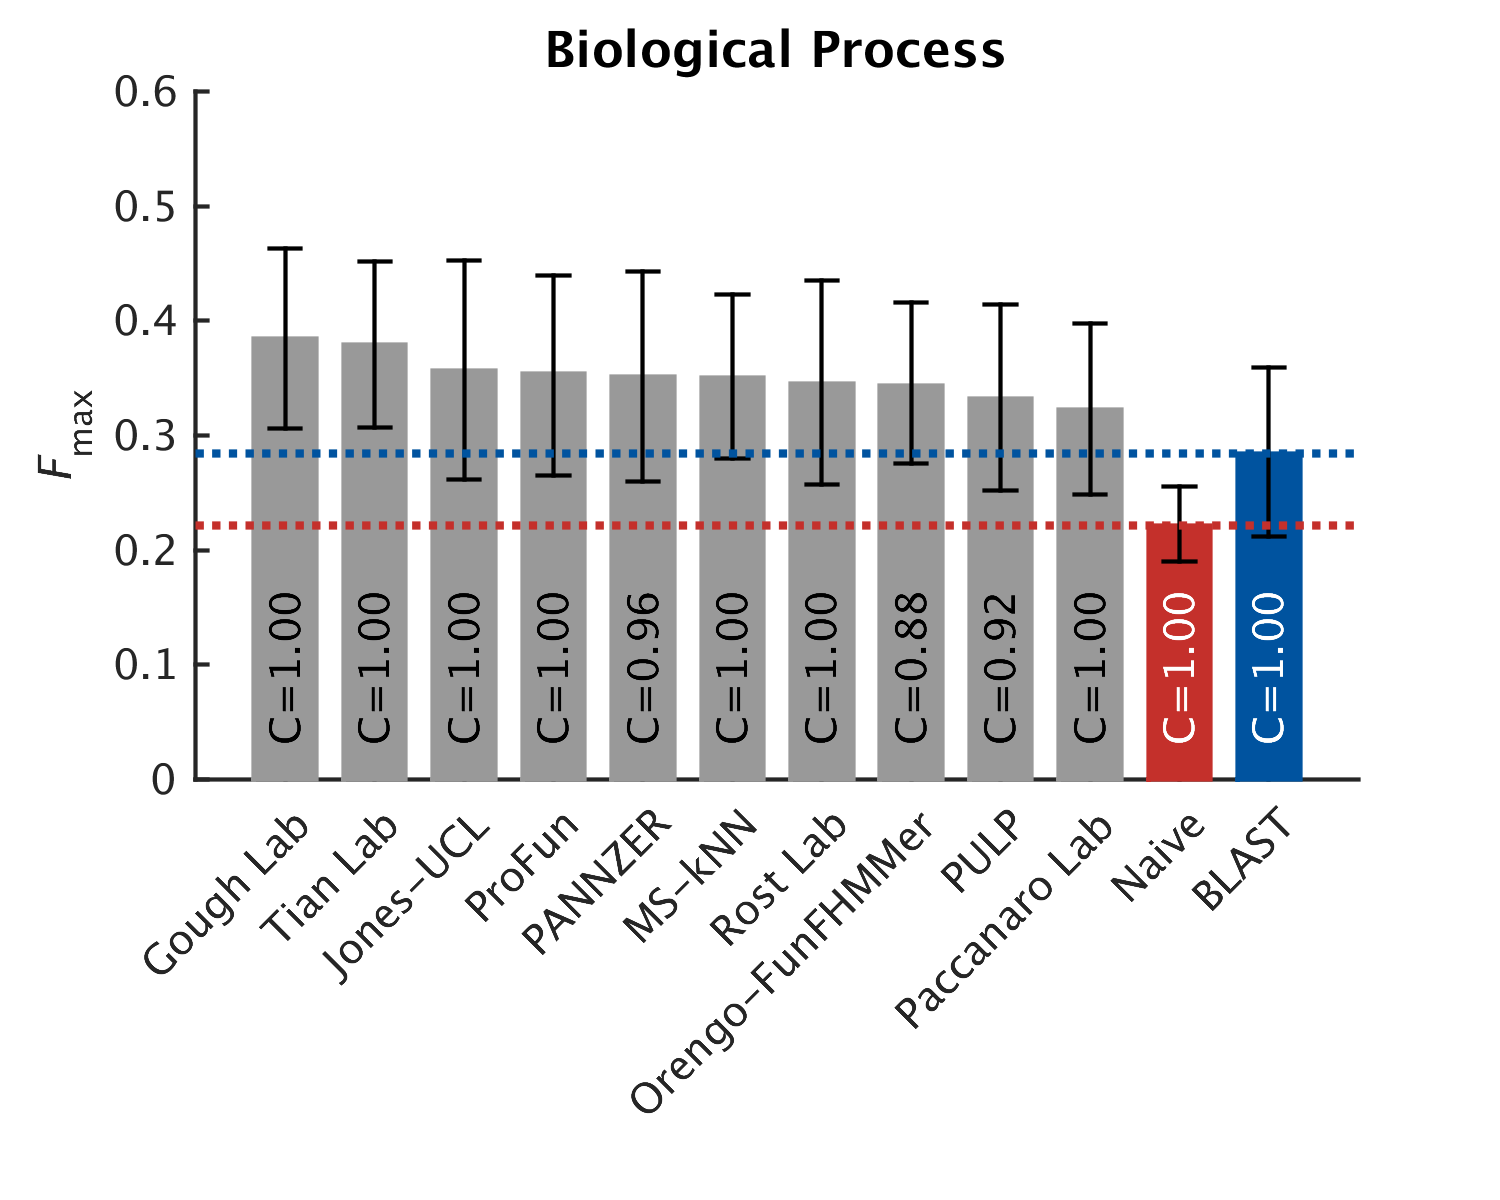 Biological Process
0.6
0.5
0.4
0.3
0.2
0.1
0
Fmax
C=1.00
C=1.00
C=1.00
C=1.00
C=0.96
C=1.00
C=1.00
C=0.88
C=0.92
C=1.00
C=1.00
C=1.00
Gough Lab
Tian Lab
Jones–UCL
ProFun
PANNZER
MS–kNN
Rost Lab
Orengo–FunFHMMer
PULP
Paccanaro Lab
Naive
BLAST